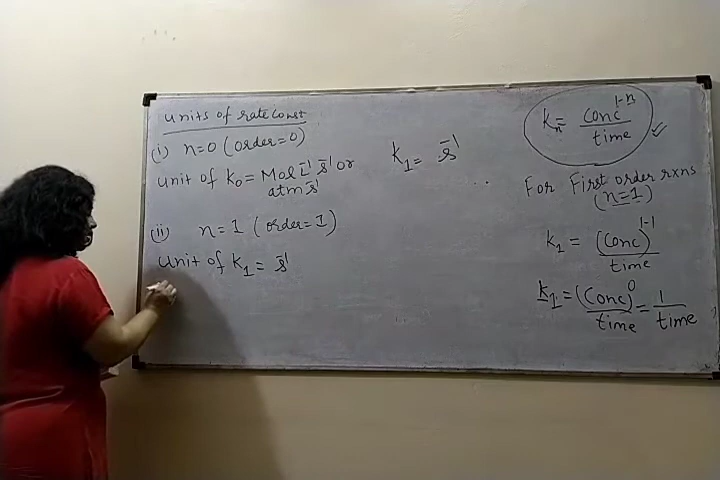 units of rate const
(i) n=0 (order=0)
unit of k₀ = Mol L⁻¹ s⁻¹ or
atm s⁻¹
(ii) n = 1 (order=1)
Unit of k₁ = s⁻¹
k₁ = s⁻¹
kₙ = conc¹⁻ⁿ / time ✓
For First order rxns
(n=1)
k₁ = (conc)¹⁻¹ / time
k₁ = (conc)⁰ / time = 1 / time